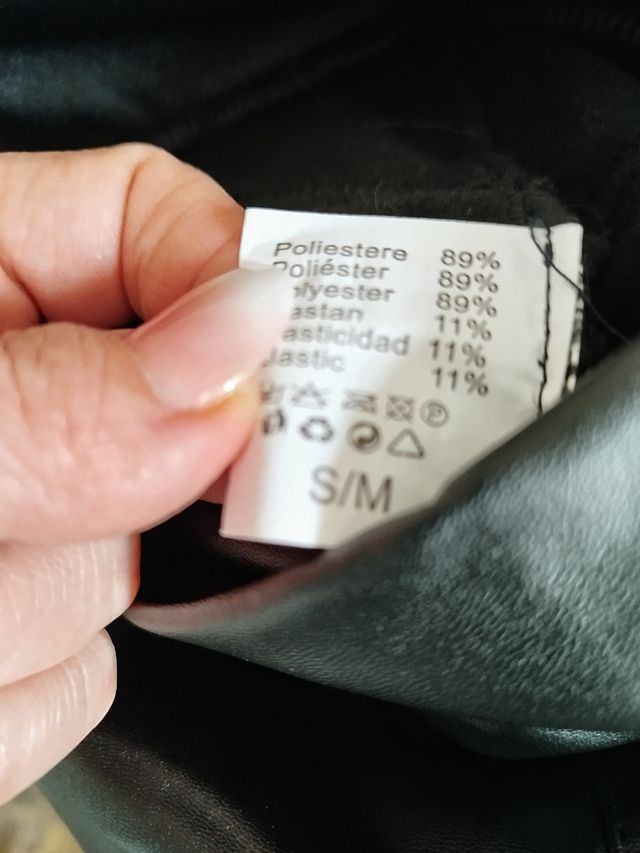 Poliestere 89%
Poliéster 89%
olyester 89%
astan 11%
asticidad 11%
lastic 11%
P
S/M